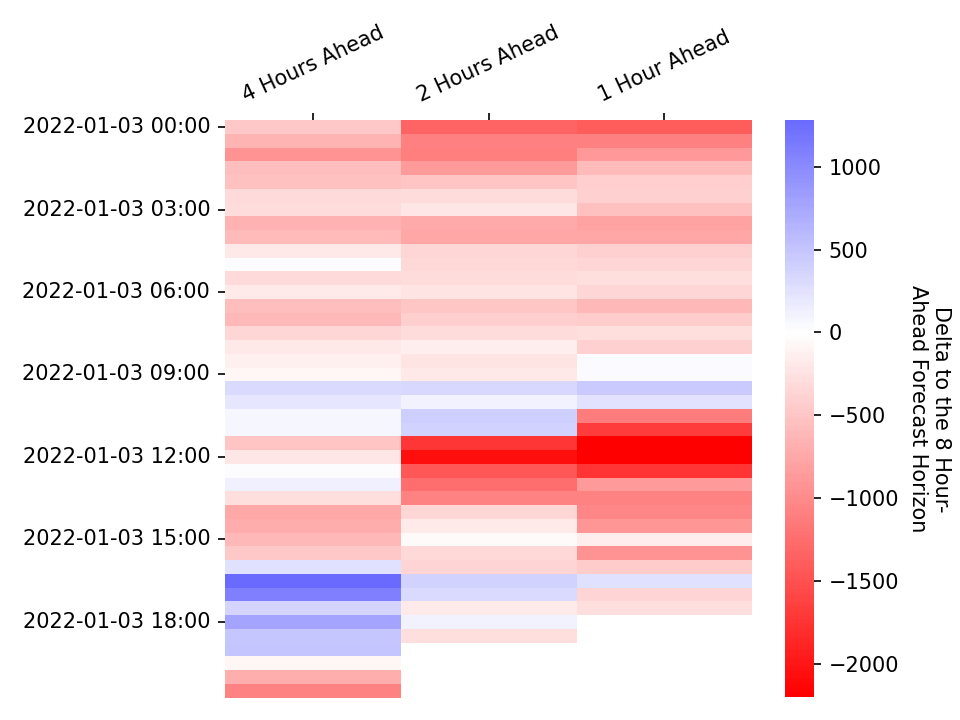 4 Hours Ahead
2 Hours Ahead
1 Hour Ahead
2022-01-03 00:00
2022-01-03 03:00
2022-01-03 06:00
2022-01-03 09:00
2022-01-03 12:00
2022-01-03 15:00
2022-01-03 18:00
1000
500
0
−500
−1000
−1500
−2000
Delta to the 8 Hour-
Ahead Forecast Horizon